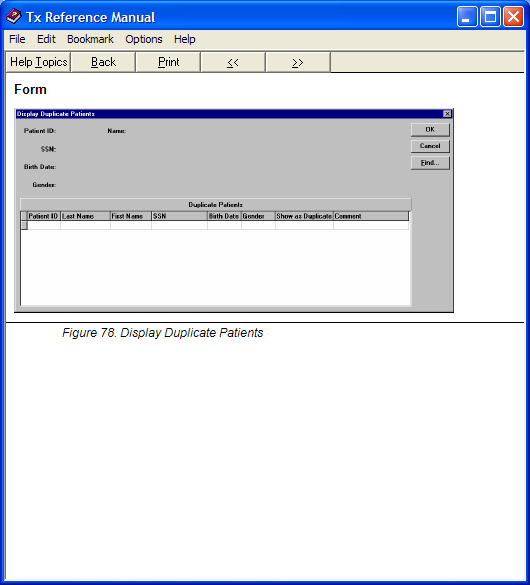 Tx Reference Manual
File Edit Bookmark Options Help
Help Topics Back Print << >>
Form
Display Duplicate Patients
Patient ID: Name: OK
SSN: Cancel
Birth Date: Find...
Gender:
Duplicate Patients
Patient ID Last Name First Name SSN Birth Date Gender Show as Duplicate Comment
Figure 78. Display Duplicate Patients